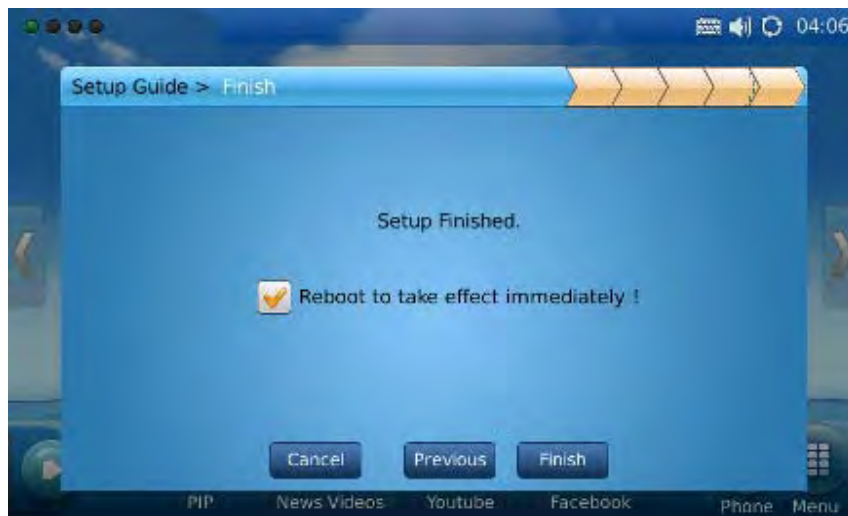 04:06
Setup Guide > Finish
Setup Finished.
Reboot to take effect immediately !
Cancel Previous Finish
PIP News Videos Youtube Facebook Phone Menu